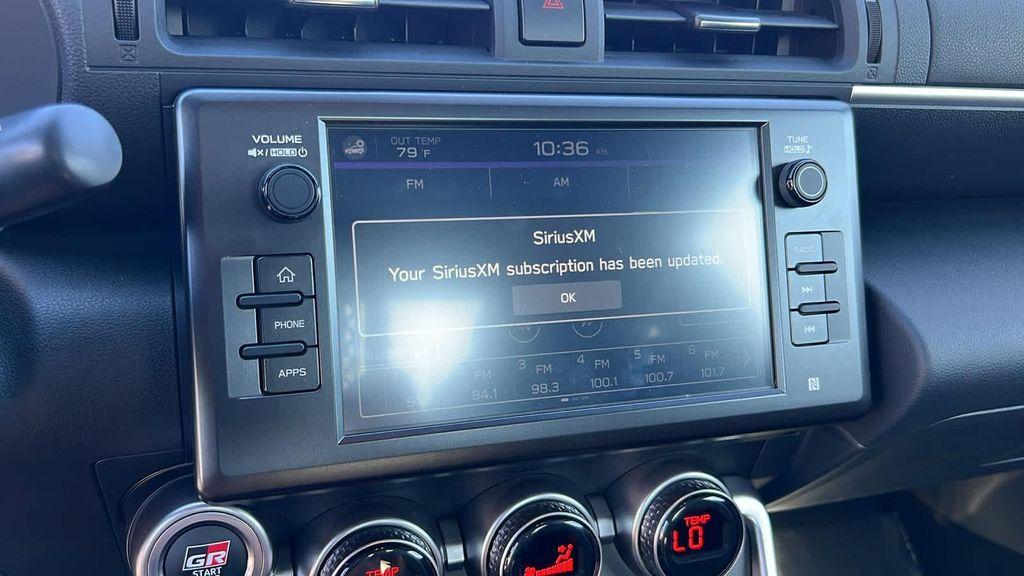 VOLUME
/ HOLD
OUT TEMP
79 °F
10:36 AM
TUNE
HOLD
FM
AM
SiriusXM
Your SiriusXM subscription has been updated.
OK
PHONE
APPS
RADIO
FM
94.1
3 FM
98.3
4 FM
100.1
5 FM
100.7
6 FM
101.7
GR
START
TEMP
TEMP
LO